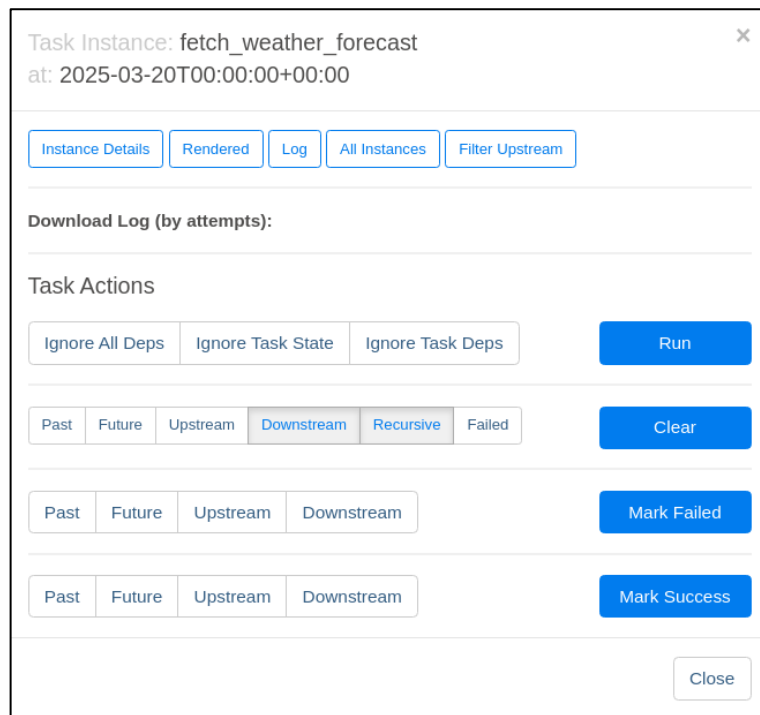 Task Instance: fetch_weather_forecast ×
at: 2025-03-20T00:00:00+00:00
Instance Details Rendered Log All Instances Filter Upstream
Download Log (by attempts):
Task Actions
Ignore All Deps Ignore Task State Ignore Task Deps Run
Past Future Upstream Downstream Recursive Failed Clear
Past Future Upstream Downstream Mark Failed
Past Future Upstream Downstream Mark Success
Close